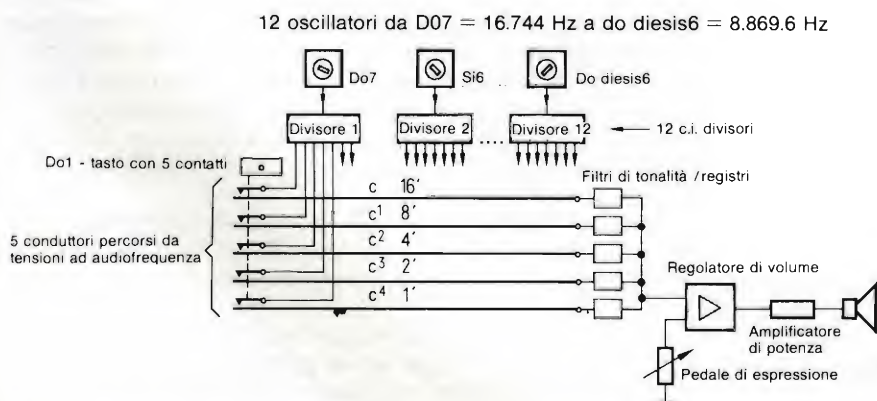 12 oscillatori da D07 = 16.744 Hz a do diesis6 = 8.869.6 Hz
Do7
Si6
Do diesis6
Divisore 1
Divisore 2
....
Divisore 12
12 c.i. divisori
Do1 - tasto con 5 contatti
Filtri di tonalità /registri
c 16'
c1 8'
c2 4'
c3 2'
c4 1'
5 conduttori percorsi da
tensioni ad audiofrequenza
Regolatore di volume
Amplificatore
di potenza
Pedale di espressione